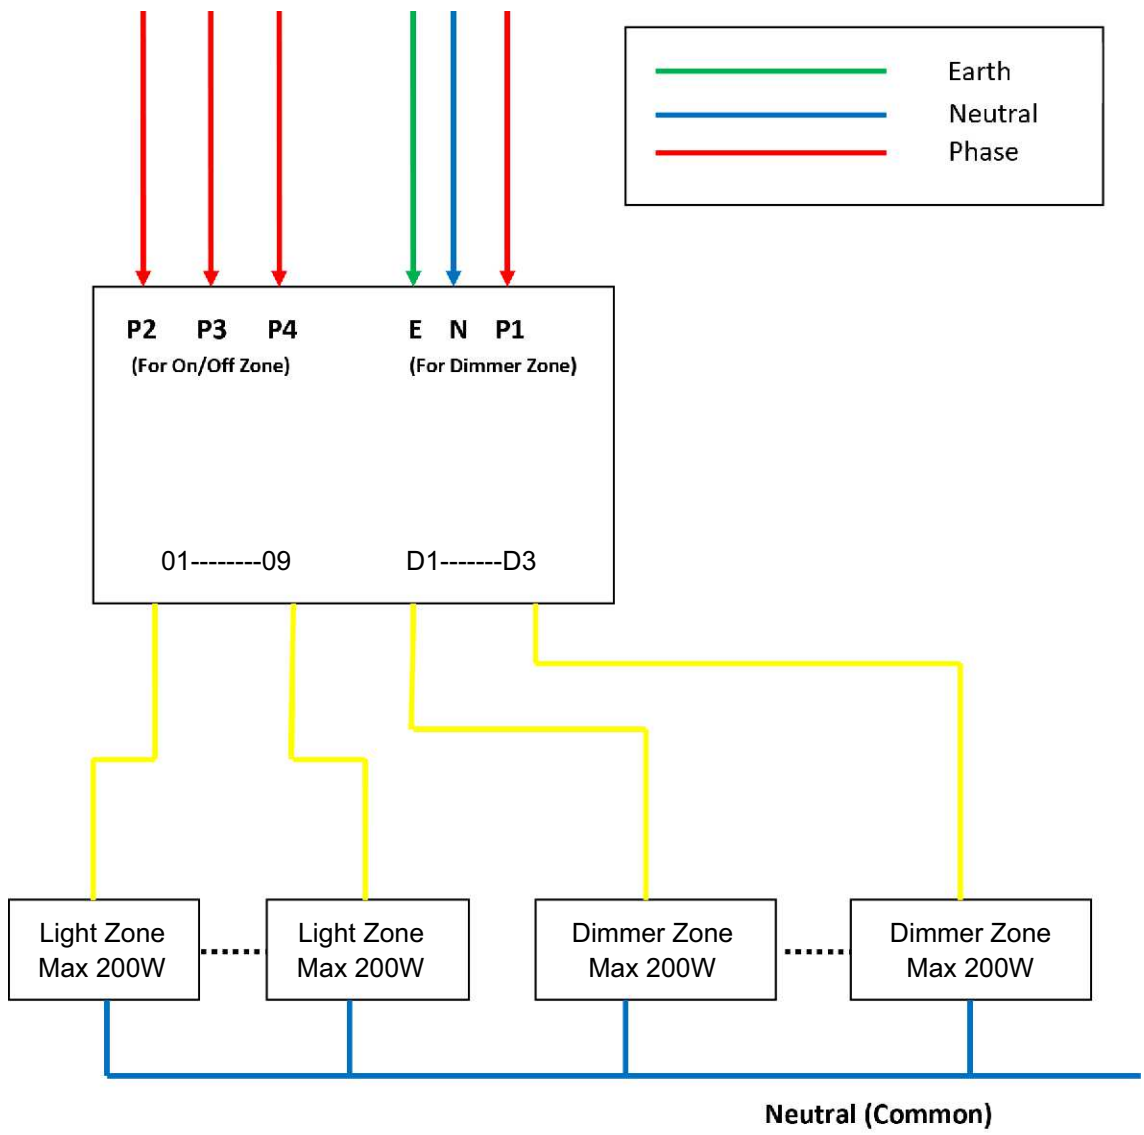 Earth
Neutral
Phase
P2 P3 P4 E N P1
(For On/Off Zone) (For Dimmer Zone)
01--------09 D1-------D3
Light Zone Light Zone Dimmer Zone Dimmer Zone
Max 200W Max 200W Max 200W Max 200W
Neutral (Common)